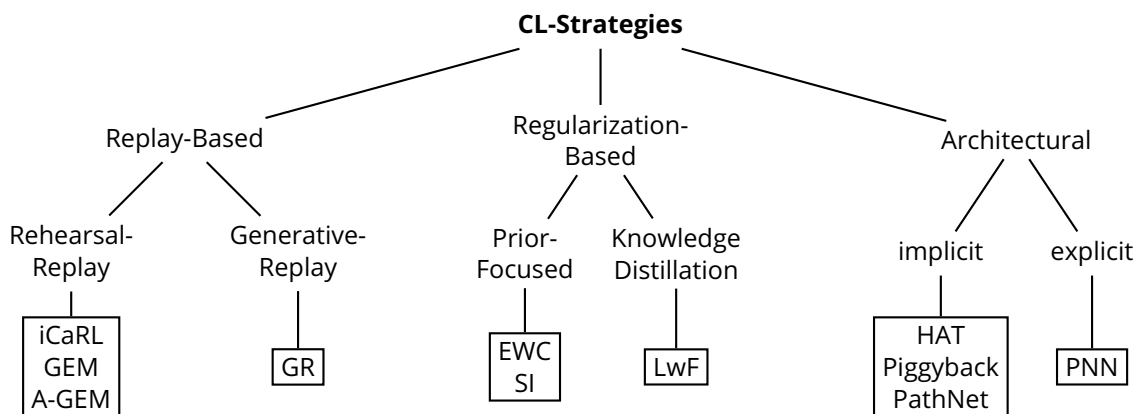 CL-Strategies
Replay-Based
Regularization-
Based
Architectural
Rehearsal-
Replay
Generative-
Replay
Prior-
Focused
Knowledge
Distillation
implicit
explicit
iCaRL
GEM
A-GEM
GR
EWC
SI
LwF
HAT
Piggyback
PathNet
PNN